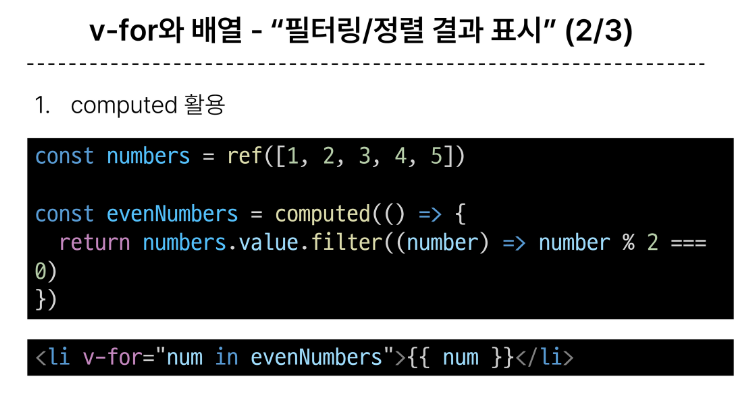 v-for와 배열 - “필터링/정렬 결과 표시” (2/3)
1. computed 활용
const numbers = ref([1, 2, 3, 4, 5])
const evenNumbers = computed(() => {
  return numbers.value.filter((number) => number % 2 ===
0)
})
<li v-for="num in evenNumbers">{{ num }}</li>